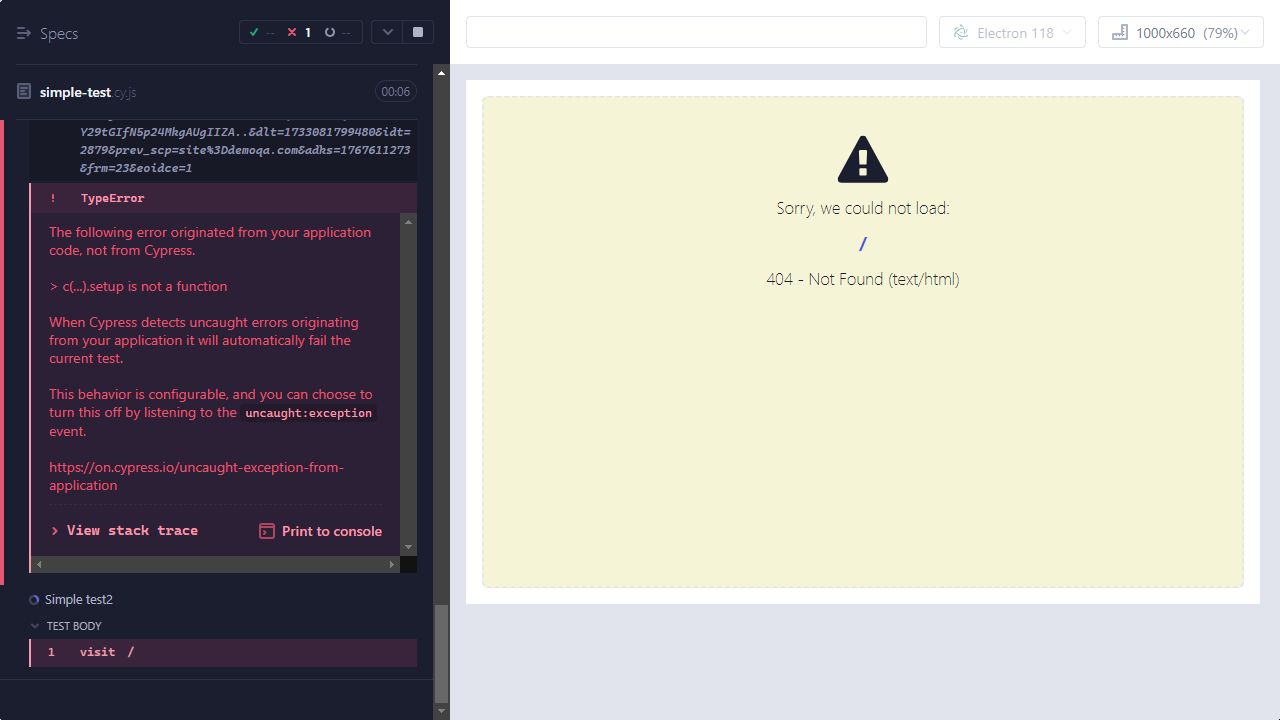 Specs
-- 1 --
Electron 118
1000x660 (79%)
simple-test.cy.js
00:06
Y29tGIfN5p24MkgAUgIIZA..&dlt=1733081799480&idt=
2879&prev_scp=site%3Ddemoqa.com&adks=1767611273
&frm=23&eoidce=1
! TypeError
The following error originated from your application
code, not from Cypress.
> c(...).setup is not a function
When Cypress detects uncaught errors originating
from your application it will automatically fail the
current test.
This behavior is configurable, and you can choose to
turn this off by listening to the uncaught:exception
event.
https://on.cypress.io/uncaught-exception-from-
application
View stack trace
Print to console
Simple test2
TEST BODY
1 visit /
Sorry, we could not load:
/
404 - Not Found (text/html)